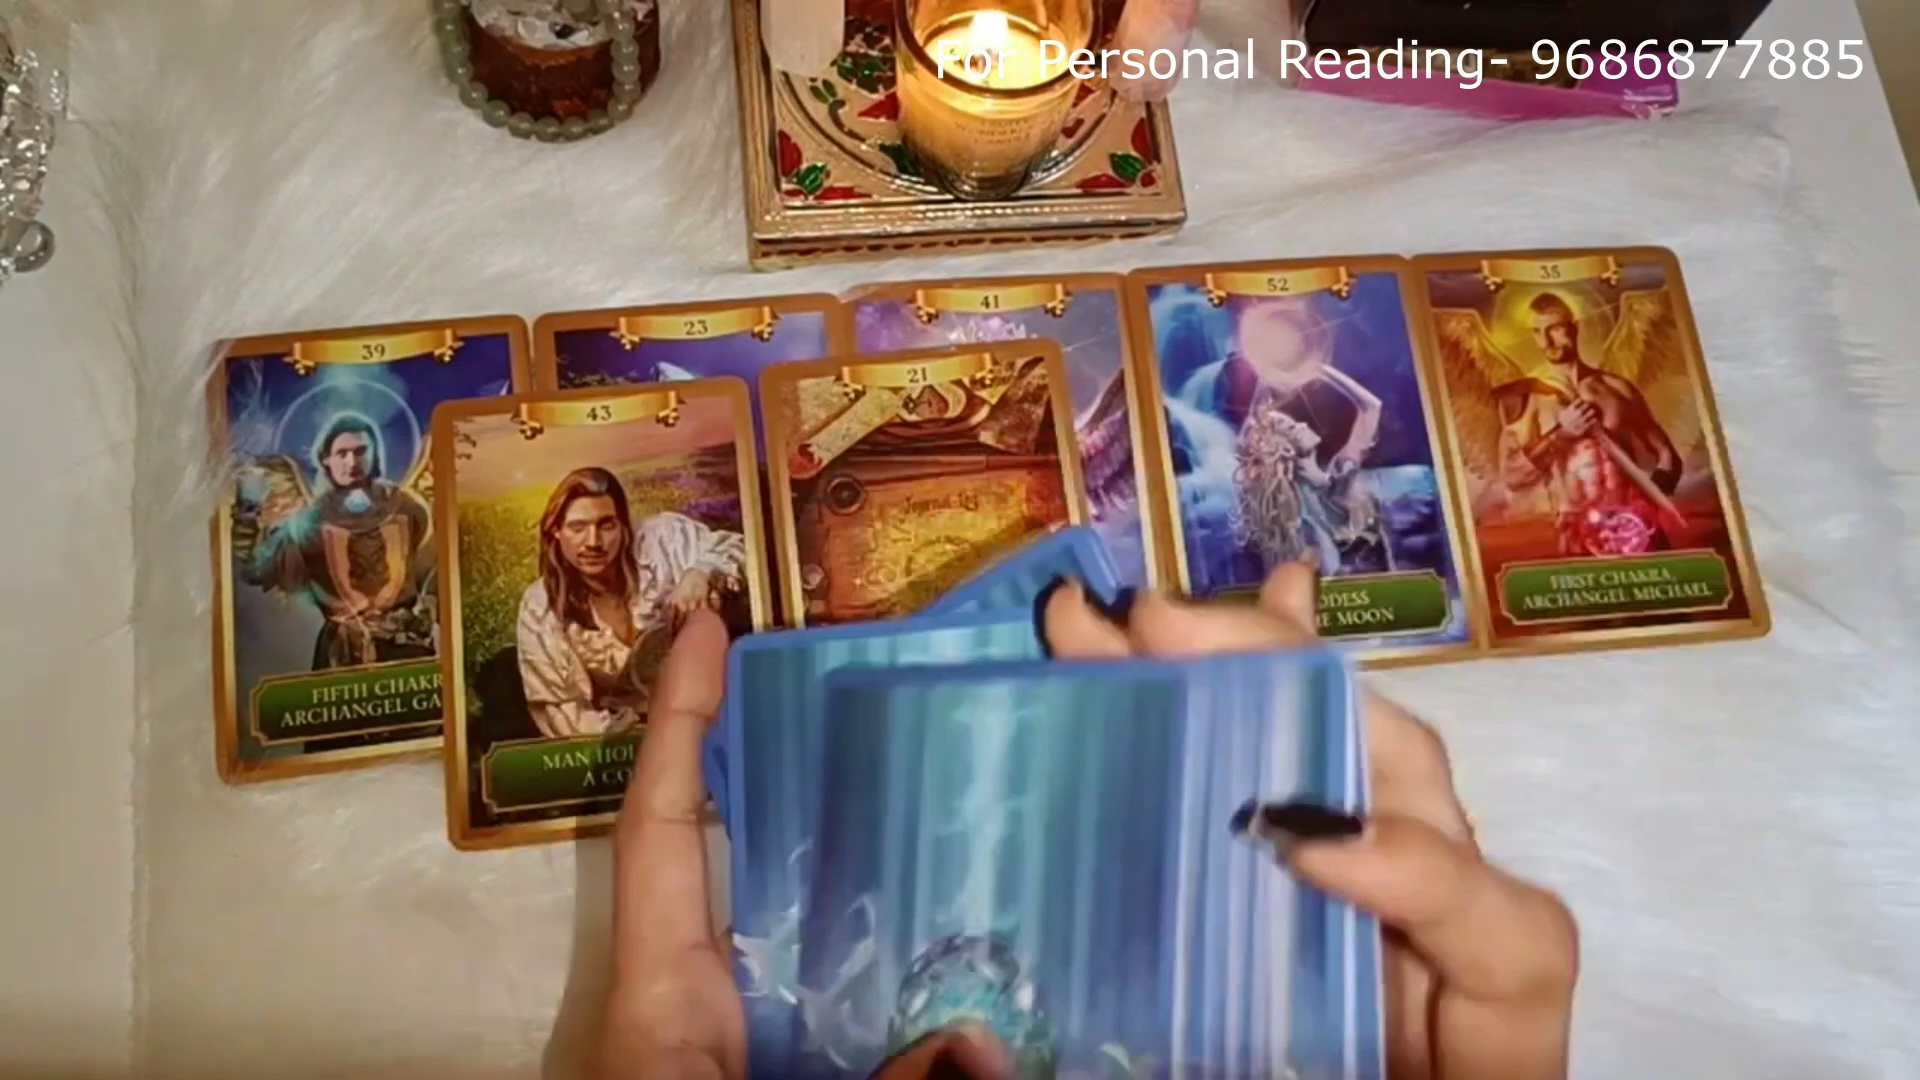 For Personal Reading- 9686877885
39
23
41
52
35
43
21
FIFTH CHAKR
ARCHANGEL GA
MAN HOL
A CO
ODESS
E MOON
FIRST CHAKRA,
ARCHANGEL MICHAEL